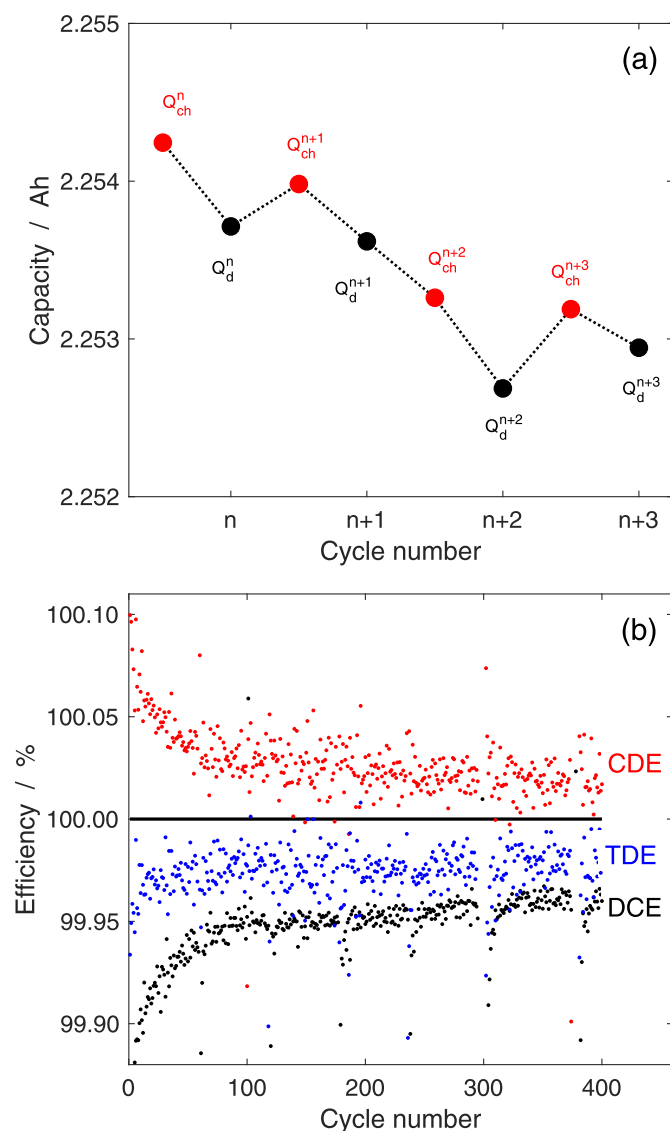 2.255
(a)
Q_ch^n
Q_ch^{n+1}
2.254
Q_d^n
Q_ch^{n+2}
Q_ch^{n+3}
Q_d^{n+1}
2.253
Q_d^{n+3}
Q_d^{n+2}
2.252
Capacity / Ah
n n+1 n+2 n+3
Cycle number
100.10
(b)
100.05
CDE
100.00
TDE
DCE
99.95
99.90
Efficiency / %
0 100 200 300 400
Cycle number